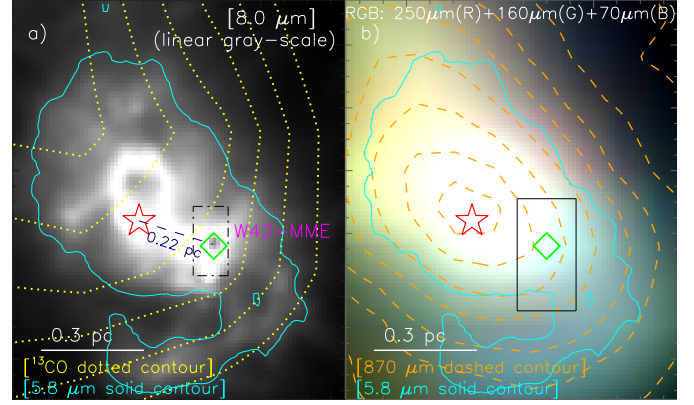 a)
[8.0 μm]
(linear gray-scale)
MME
0.22 pc
0.3 pc
[¹³CO dotted contour]
[5.8 μm solid contour]
RGB: 250μm(R)+160μm(G)+70μm(B)
b)
0.3 pc
[870 μm dashed contour]
[5.8 μm solid contour]